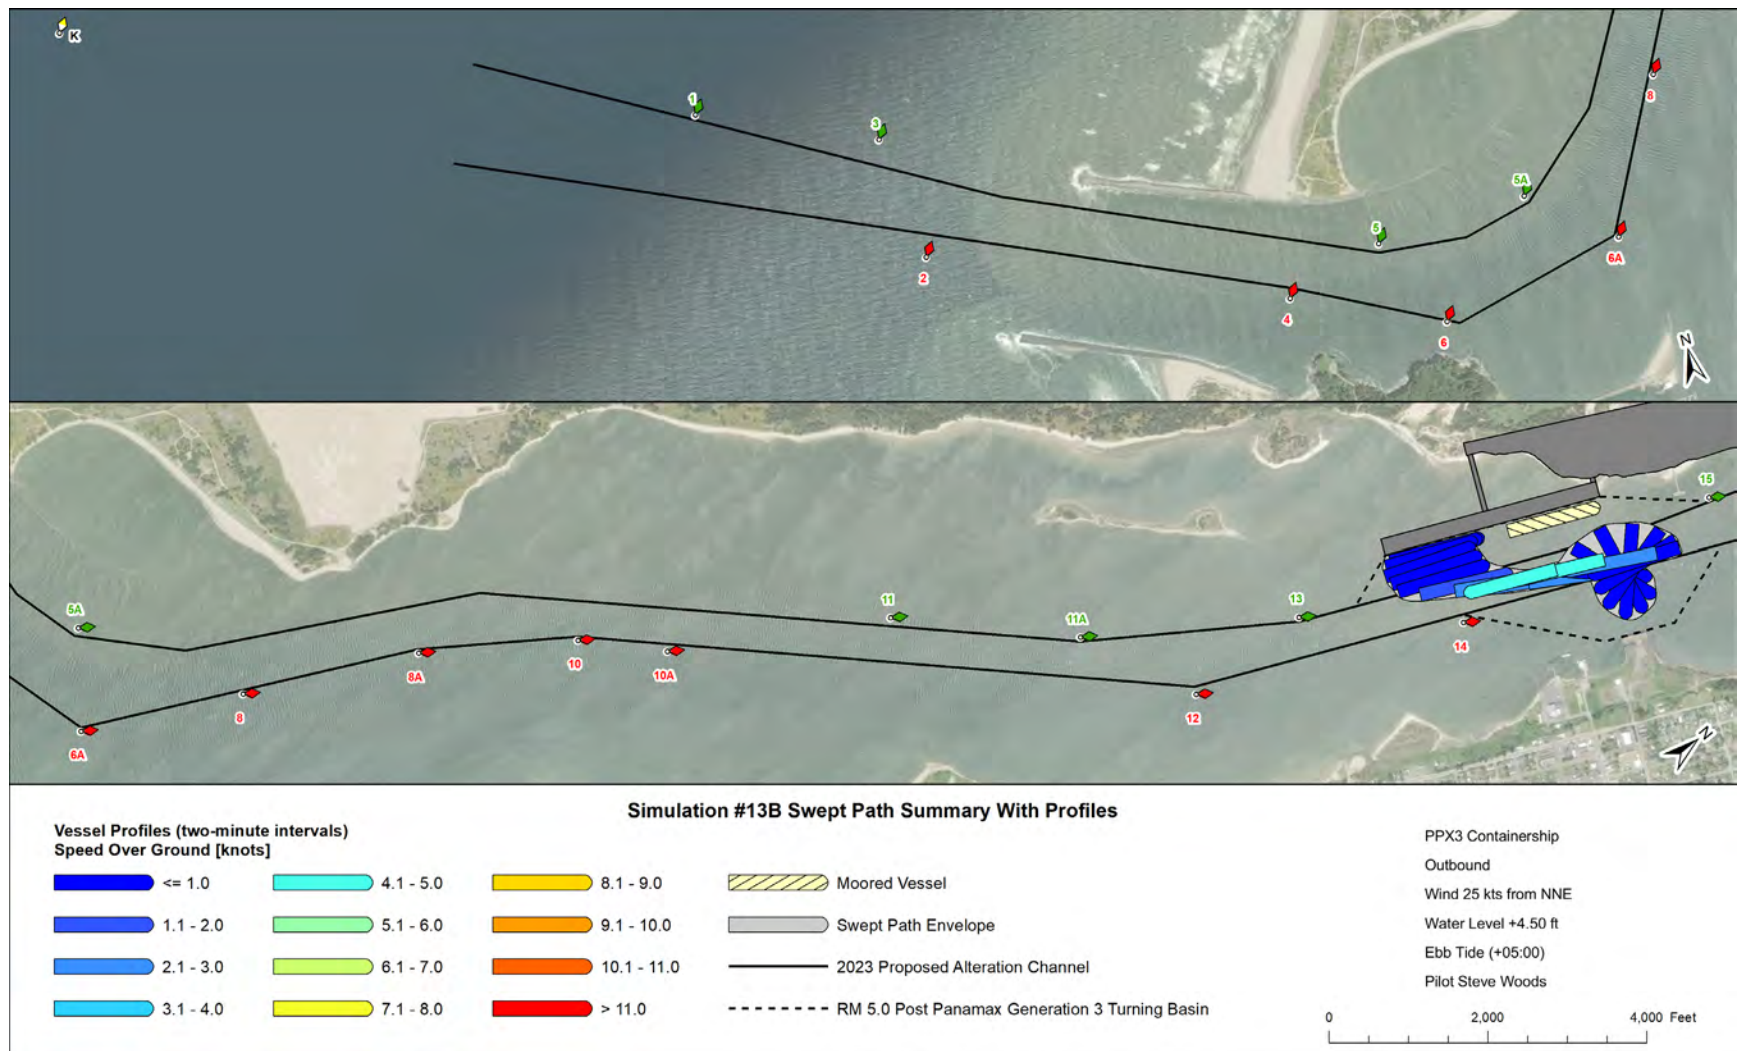 K
1
3
8
5A
5
2
6A
4
6
N
15
5A
11
13
11A
8A
10
10A
14
8
12
6A
N
Simulation #13B Swept Path Summary With Profiles
Vessel Profiles (two-minute intervals)
Speed Over Ground [knots]
<= 1.0
1.1 - 2.0
2.1 - 3.0
3.1 - 4.0
4.1 - 5.0
5.1 - 6.0
6.1 - 7.0
7.1 - 8.0
8.1 - 9.0
9.1 - 10.0
10.1 - 11.0
> 11.0
Moored Vessel
Swept Path Envelope
2023 Proposed Alteration Channel
RM 5.0 Post Panamax Generation 3 Turning Basin
PPX3 Containership
Outbound
Wind 25 kts from NNE
Water Level +4.50 ft
Ebb Tide (+05:00)
Pilot Steve Woods
0 2,000 4,000 Feet